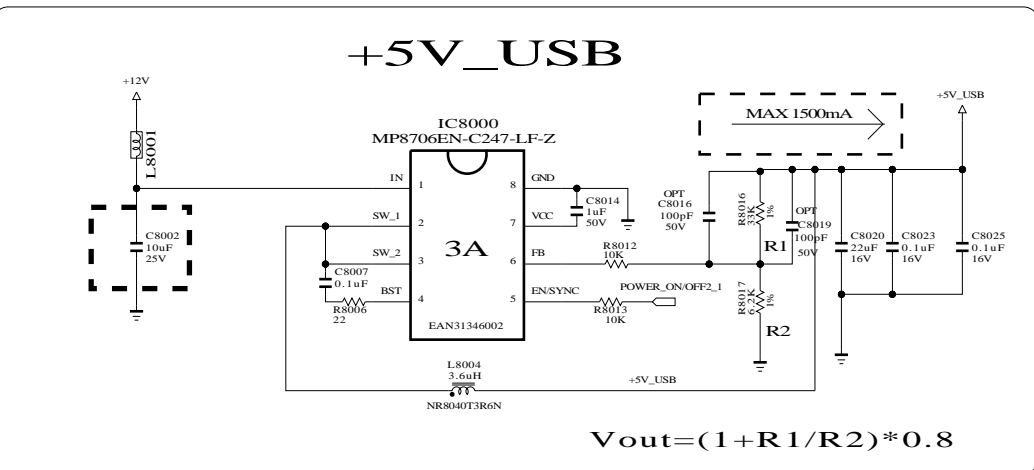 +5V_USB
+12V
L8001
C8002
10uF
25V
IC8000
MP8706EN-C247-LF-Z
IN
1
SW_1
2
SW_2
3
BST
4
GND
8
VCC
7
FB
6
EN/SYNC
5
3A
EAN31346002
C8007
0.1uF
R8006
22
C8014
1uF
50V
R8012
10K
R8013
10K
POWER_ON/OFF2_1
OPT
C8016
100pF
50V
R8016
33K
1%
R1
OPT
C8019
100pF
50V
R8017
6.2K
1%
R2
MAX 1500mA
+5V_USB
C8020
22uF
16V
C8023
0.1uF
16V
C8025
0.1uF
16V
L8004
3.6uH
NR8040T3R6N
+5V_USB
Vout=(1+R1/R2)*0.8